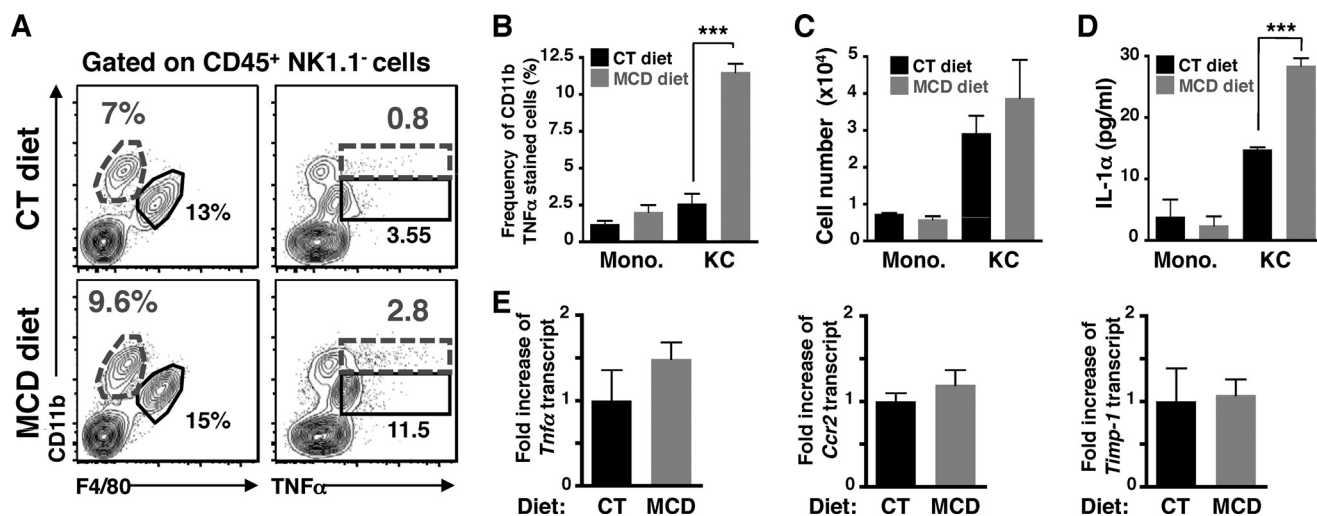 A
Gated on CD45+ NK1.1- cells
CT diet
7%
13%
0.8
3.55
MCD diet
9.6%
15%
2.8
11.5
CD11b
F4/80
TNFα
B
***
Frequency of CD11b
TNFα stained cells (%)
12.5
10
7.5
5
2.5
0
CT diet
MCD diet
Mono.
KC
C
Cell number (x10⁴)
5
4
3
2
1
0
CT diet
MCD diet
Mono.
KC
D
***
IL-1α (pg/ml)
30
20
10
0
CT diet
MCD diet
Mono.
KC
E
Fold increase of
Tnfα transcript
2
1
0
Diet: CT MCD
Fold increase of
Ccr2 transcript
2
1
0
Diet: CT MCD
Fold increase of
Timp-1 transcript
2
1
0
Diet: CT MCD